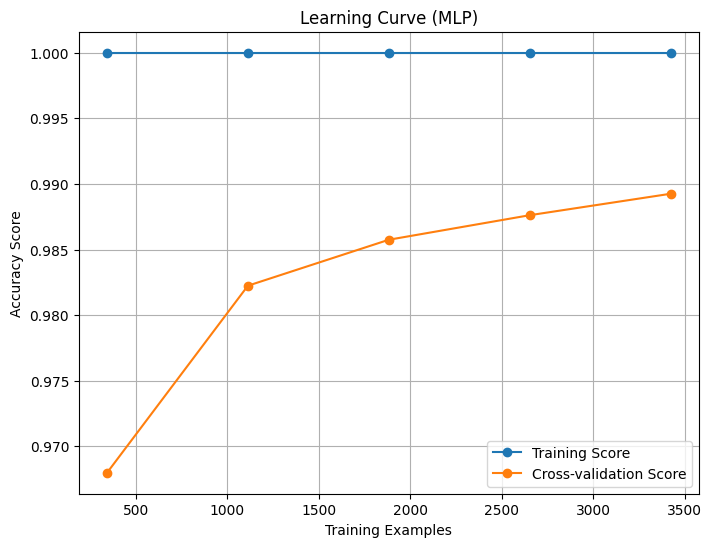 Learning Curve (MLP)
Accuracy Score
1.000
0.995
0.990
0.985
0.980
0.975
0.970
Training Score
Cross-validation Score
500
1000
1500
2000
2500
3000
3500
Training Examples